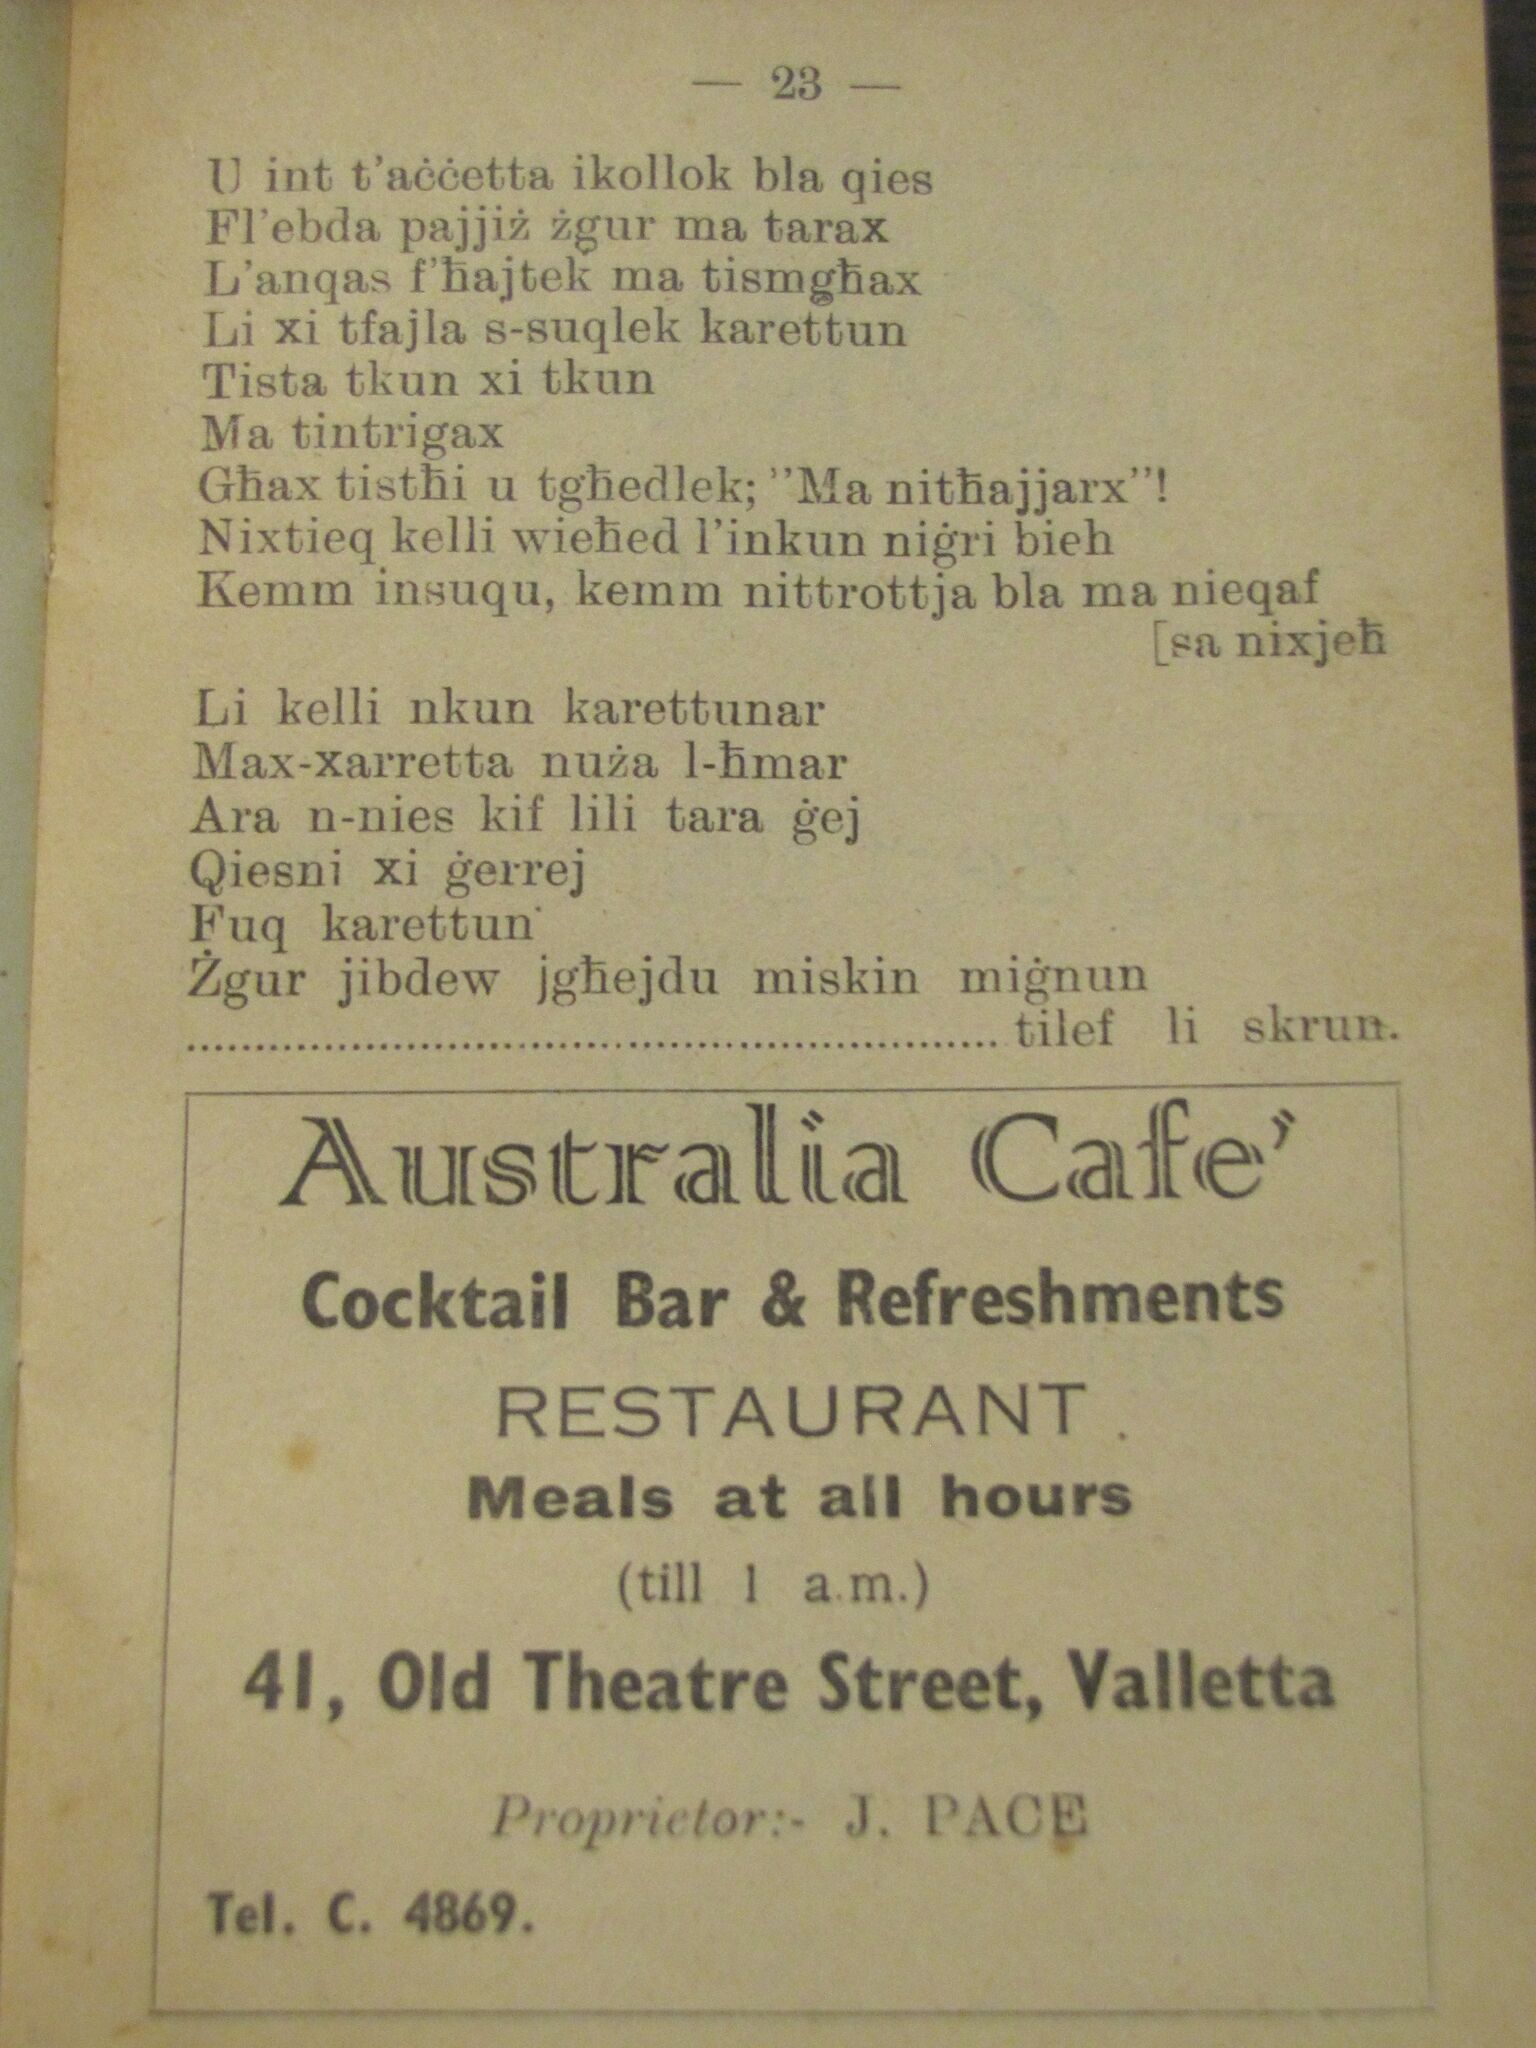 — 23 —
U int t'aċċetta ikollok bla qies
Fl'ebda pajjiż żgur ma tarax
L'anqas f'ħajtek ma tismgħax
Li xi tfajla s-suqlek karettun
Tista tkun xi tkun
Ma tintrigax
Għax tistħi u tgħedlek; "Ma nitħajjarx"!
Nixtieq kelli wieħed l'inkun niġri bieh
Kemm insuqu, kemm nittrottja bla ma nieqaf
[sa nixjeħ
Li kelli nkun karettunar
Max-xarretta nuża l-ħmar
Ara n-nies kif lili tara ġej
Qiesni xi ġerrej
Fuq karettun
Żgur jibdew jgħejdu miskin miġnun
............................................................ tilef li skrun.
Australia Cafe'
Cocktail Bar & Refreshments
RESTAURANT.
Meals at all hours
(till 1 a.m.)
41, Old Theatre Street, Valletta
Proprietor:- J. PACE
Tel. C. 4869.